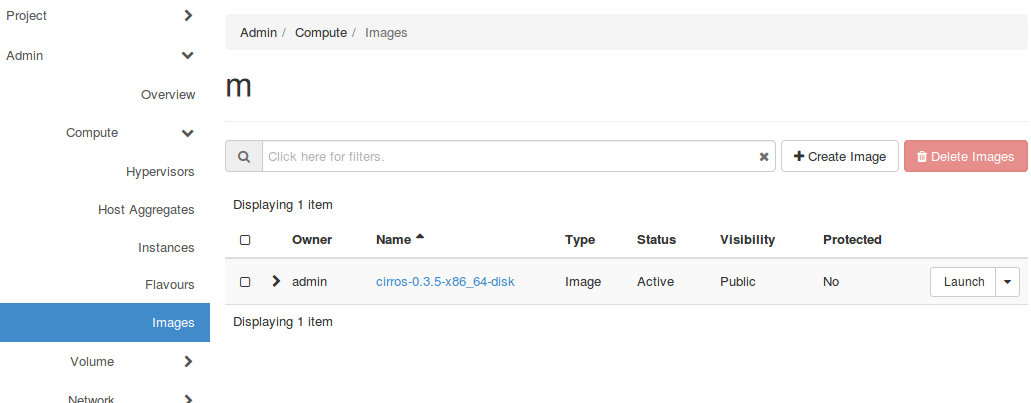 Project
Admin
Overview
Compute
Hypervisors
Host Aggregates
Instances
Flavours
Images
Volume
Network
Admin / Compute / Images
m
Click here for filters. Create Image Delete Images
Displaying 1 item
Owner Name Type Status Visibility Protected
admin cirros-0.3.5-x86_64-disk Image Active Public No Launch
Displaying 1 item